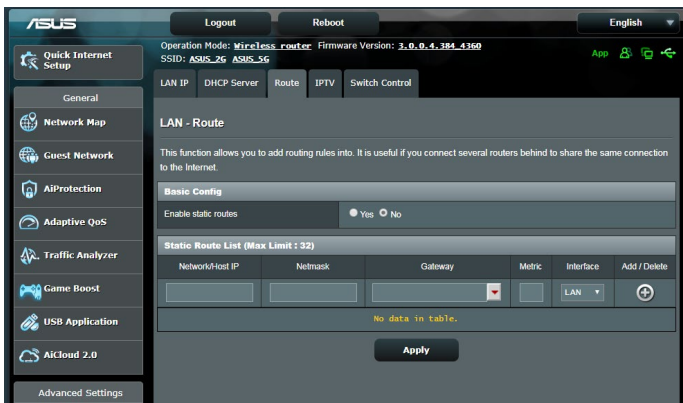 ASUS
Logout
Reboot
English
Quick Internet
Setup
General
Network Map
Guest Network
AiProtection
Adaptive QoS
Traffic Analyzer
Game Boost
USB Application
AiCloud 2.0
Advanced Settings
Operation Mode: Wireless router Firmware Version: 3.0.0.4.384_4360
SSID: ASUS_2G ASUS_5G
App
LAN IP DHCP Server Route IPTV Switch Control
LAN - Route
This function allows you to add routing rules into. It is useful if you connect several routers behind to share the same connection
to the Internet.
Basic Config
Enable static routes Yes No
Static Route List (Max Limit : 32)
Network/Host IP Netmask Gateway Metric Interface Add / Delete
LAN
No data in table.
Apply